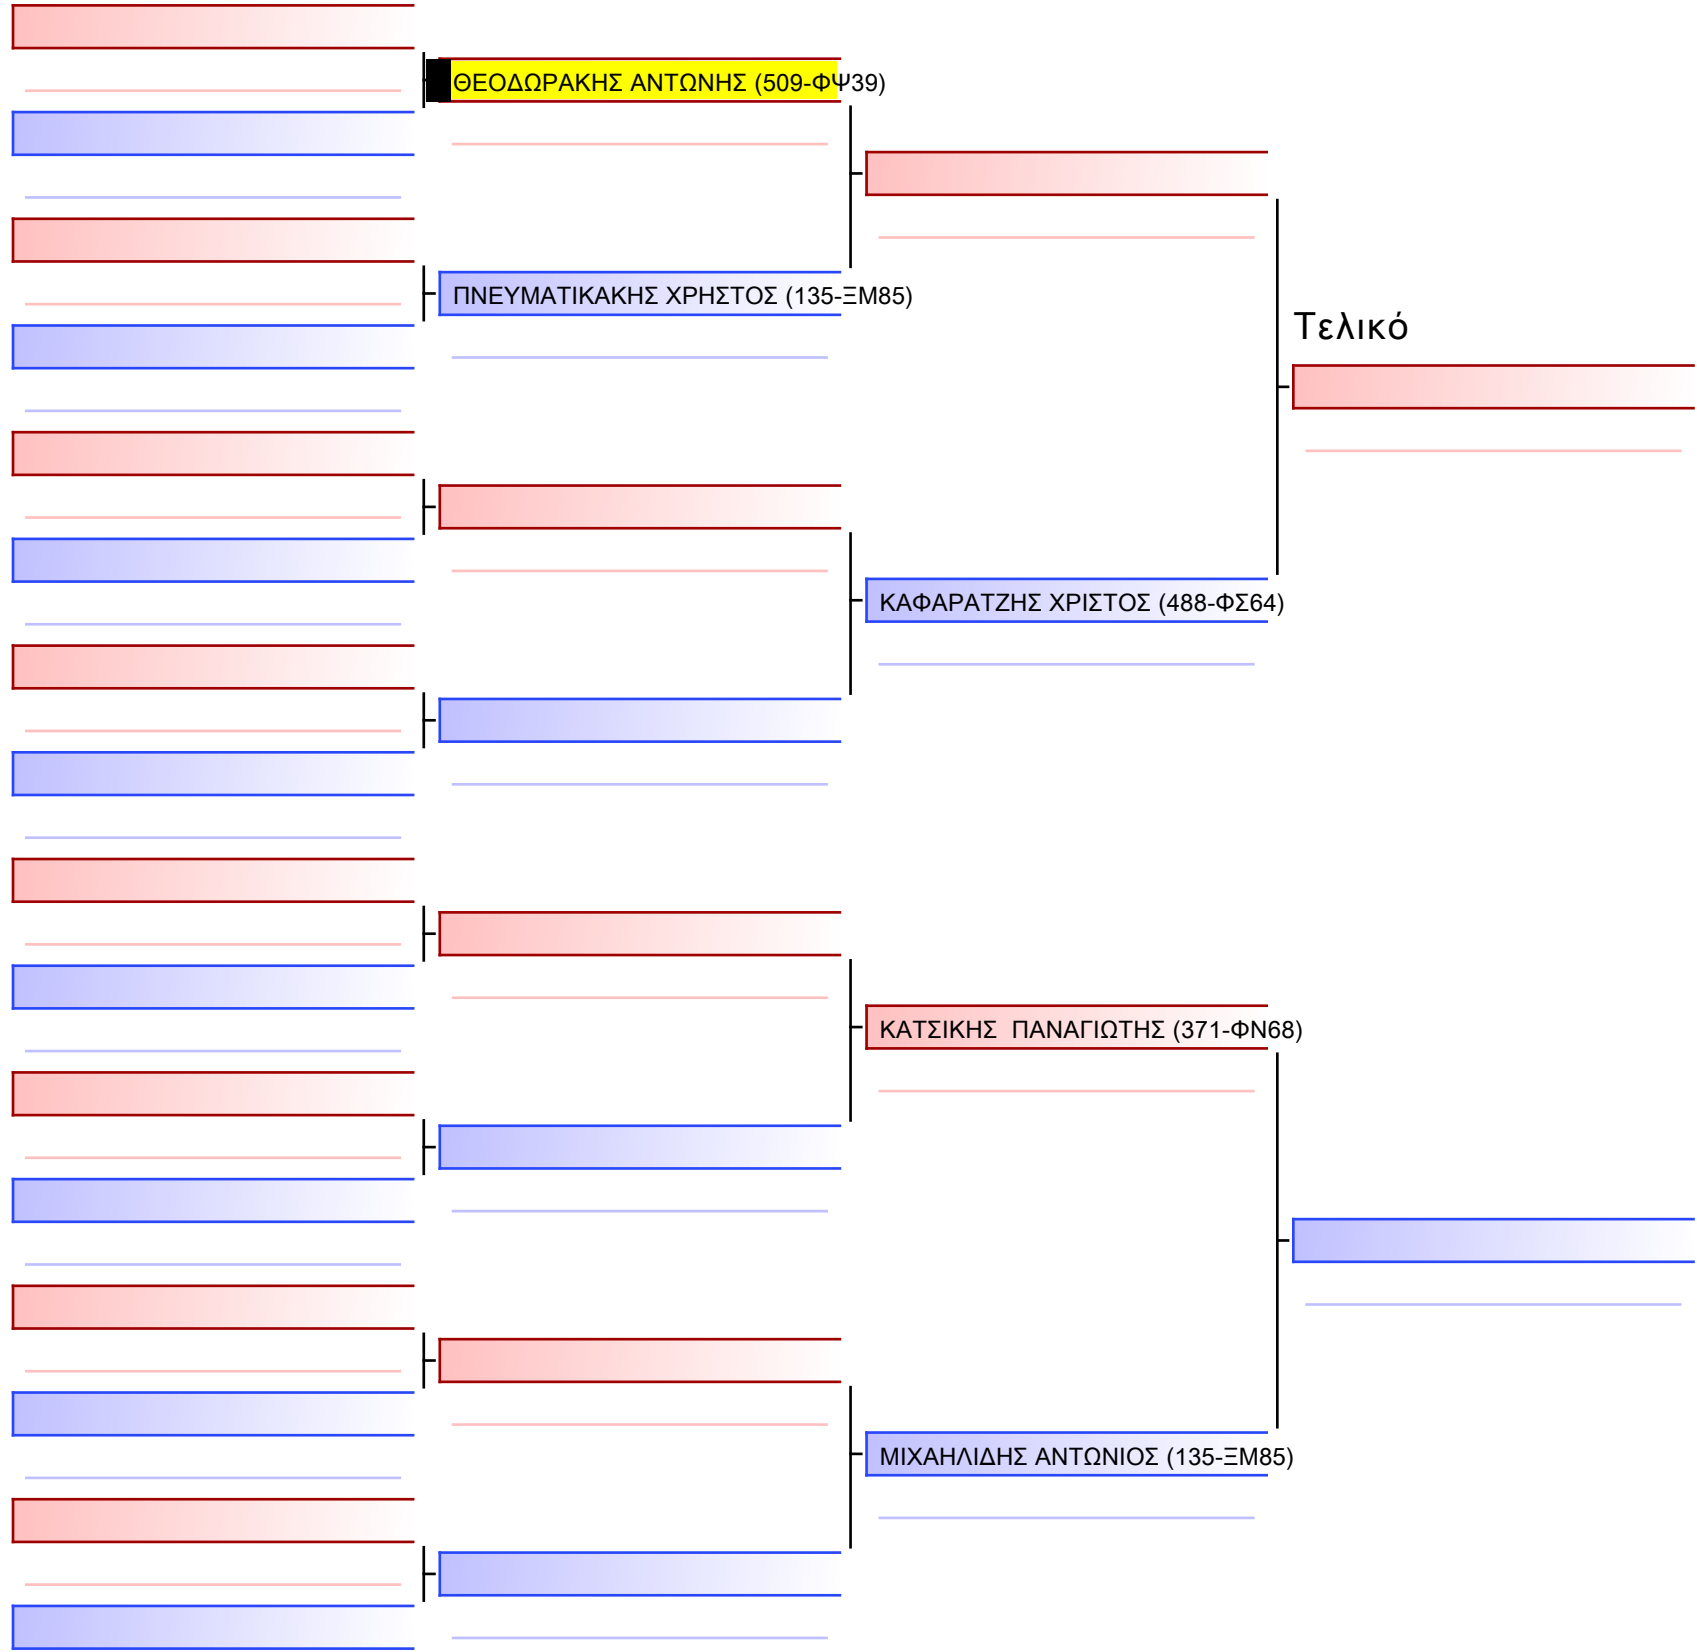 ΘΕΟΔΩΡΑΚΗΣ ΑΝΤΩΝΗΣ (509-ΦΨ39)
ΠΝΕΥΜΑΤΙΚΑΚΗΣ ΧΡΗΣΤΟΣ (135-ΞΜ85)
Τελικό
ΚΑΦΑΡΑΤΖΗΣ ΧΡΙΣΤΟΣ (488-ΦΣ64)
ΚΑΤΣΙΚΗΣ  ΠΑΝΑΓΙΩΤΗΣ (371-ΦΝ68)
ΜΙΧΑΗΛΙΔΗΣ ΑΝΤΩΝΙΟΣ (135-ΞΜ85)